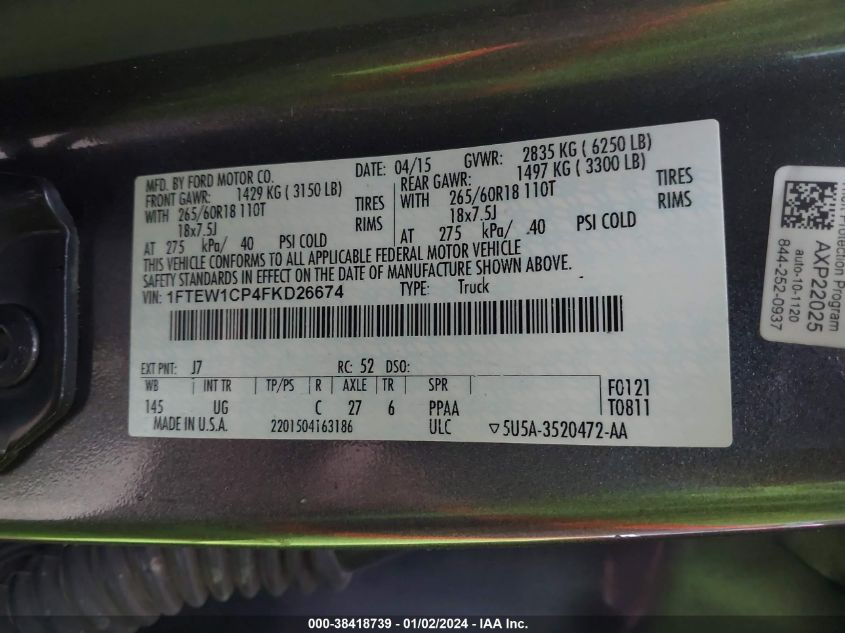 MFD. BY FORD MOTOR CO. DATE: 04/15 GVWR: 2835 KG ( 6250 LB)
FRONT GAWR: 1429 KG ( 3150 LB) REAR GAWR: 1497 KG ( 3300 LB)
WITH 265/60R18 110T TIRES WITH 265/60R18 110T TIRES
18x7.5J RIMS 18x7.5J RIMS
AT 275 kPa/ 40 PSI COLD AT 275 kPa/ 40 PSI COLD
THIS VEHICLE CONFORMS TO ALL APPLICABLE FEDERAL MOTOR VEHICLE
SAFETY STANDARDS IN EFFECT ON THE DATE OF MANUFACTURE SHOWN ABOVE.
VIN: 1FTEW1CP4FKD26674 TYPE: Truck
EXT PNT: J7 RC: 52 DSO:
WB INT TR TP/PS R AXLE TR SPR F0121
145 UG C 27 6 PPAA T0811
MADE IN U.S.A. 2201504163186 ULC ▽5U5A-3520472-AA
Protection Program
AXP22025
auto-10-1120
844-252-0937
000-38418739 - 01/02/2024 - IAA Inc.